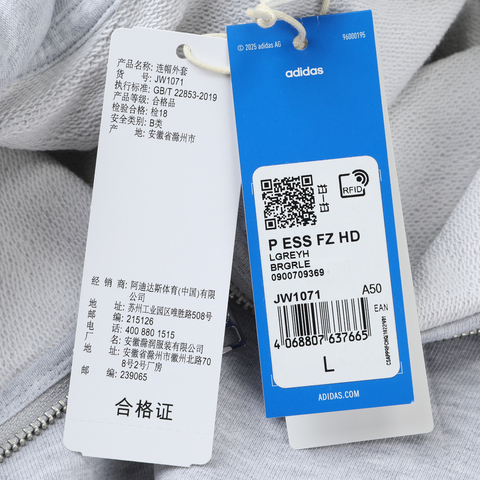 产品名称: 连帽外套
货 号: JW1071
执行标准: GB/T 22853-2019
产品等级: 合格品
检验合格: 检18
安全类别: B类
产 地: 安徽省滁州市
经 销 商: 阿迪达斯体育(中国)有限公司
地 址: 苏州工业园区唯胜路508号
邮 编: 215126
电 话: 400 880 1515
厂 名: 安徽滁润服装有限公司
地 址: 安徽省滁州市徽州北路70
8号2号厂房
邮 编: 239065
合格证
© 2025 adidas AG
96000195
adidas
RFID
P ESS FZ HD
LGREYH
BRGRLE
0900709369
JW1071
A50
EAN
4 068807 637665
L
ADIDAS.COM